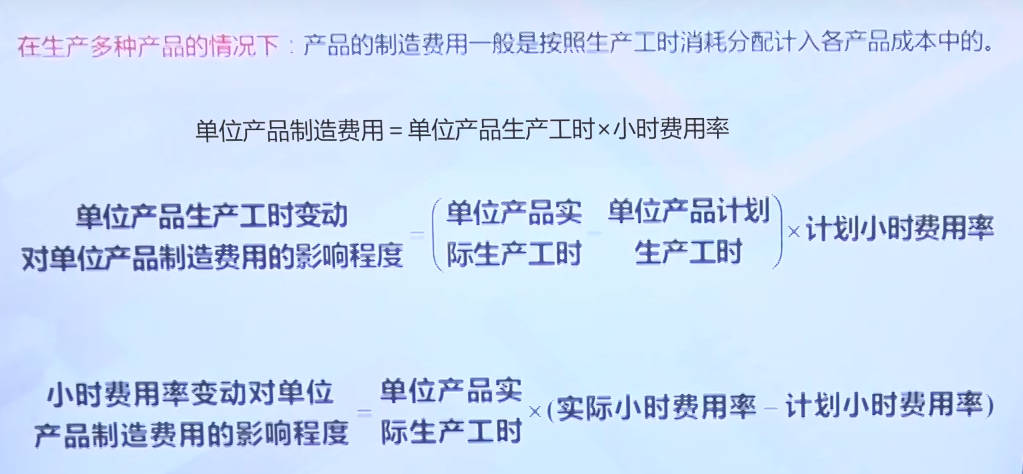 在生产多种产品的情况下：产品的制造费用一般是按照生产工时消耗分配计入各产品成本中的。
单位产品制造费用＝单位产品生产工时×小时费用率
单位产品生产工时变动
对单位产品制造费用的影响程度
=
(单位产品实
际生产工时
-
单位产品计划
生产工时)
×计划小时费用率
小时费用率变动对单位
产品制造费用的影响程度
=
单位产品实
际生产工时
×(实际小时费用率-计划小时费用率)